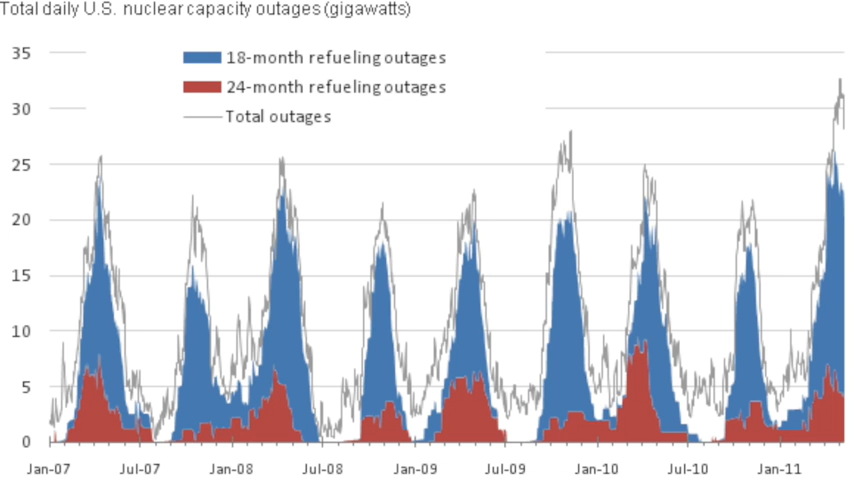 Total daily U.S. nuclear capacity outages (gigawatts)
35
18-month refueling outages
24-month refueling outages
30
Total outages
25
20
15
10
5
0
Jan-07 Jul-07 Jan-08 Jul-08 Jan-09 Jul-09 Jan-10 Jul-10 Jan-11